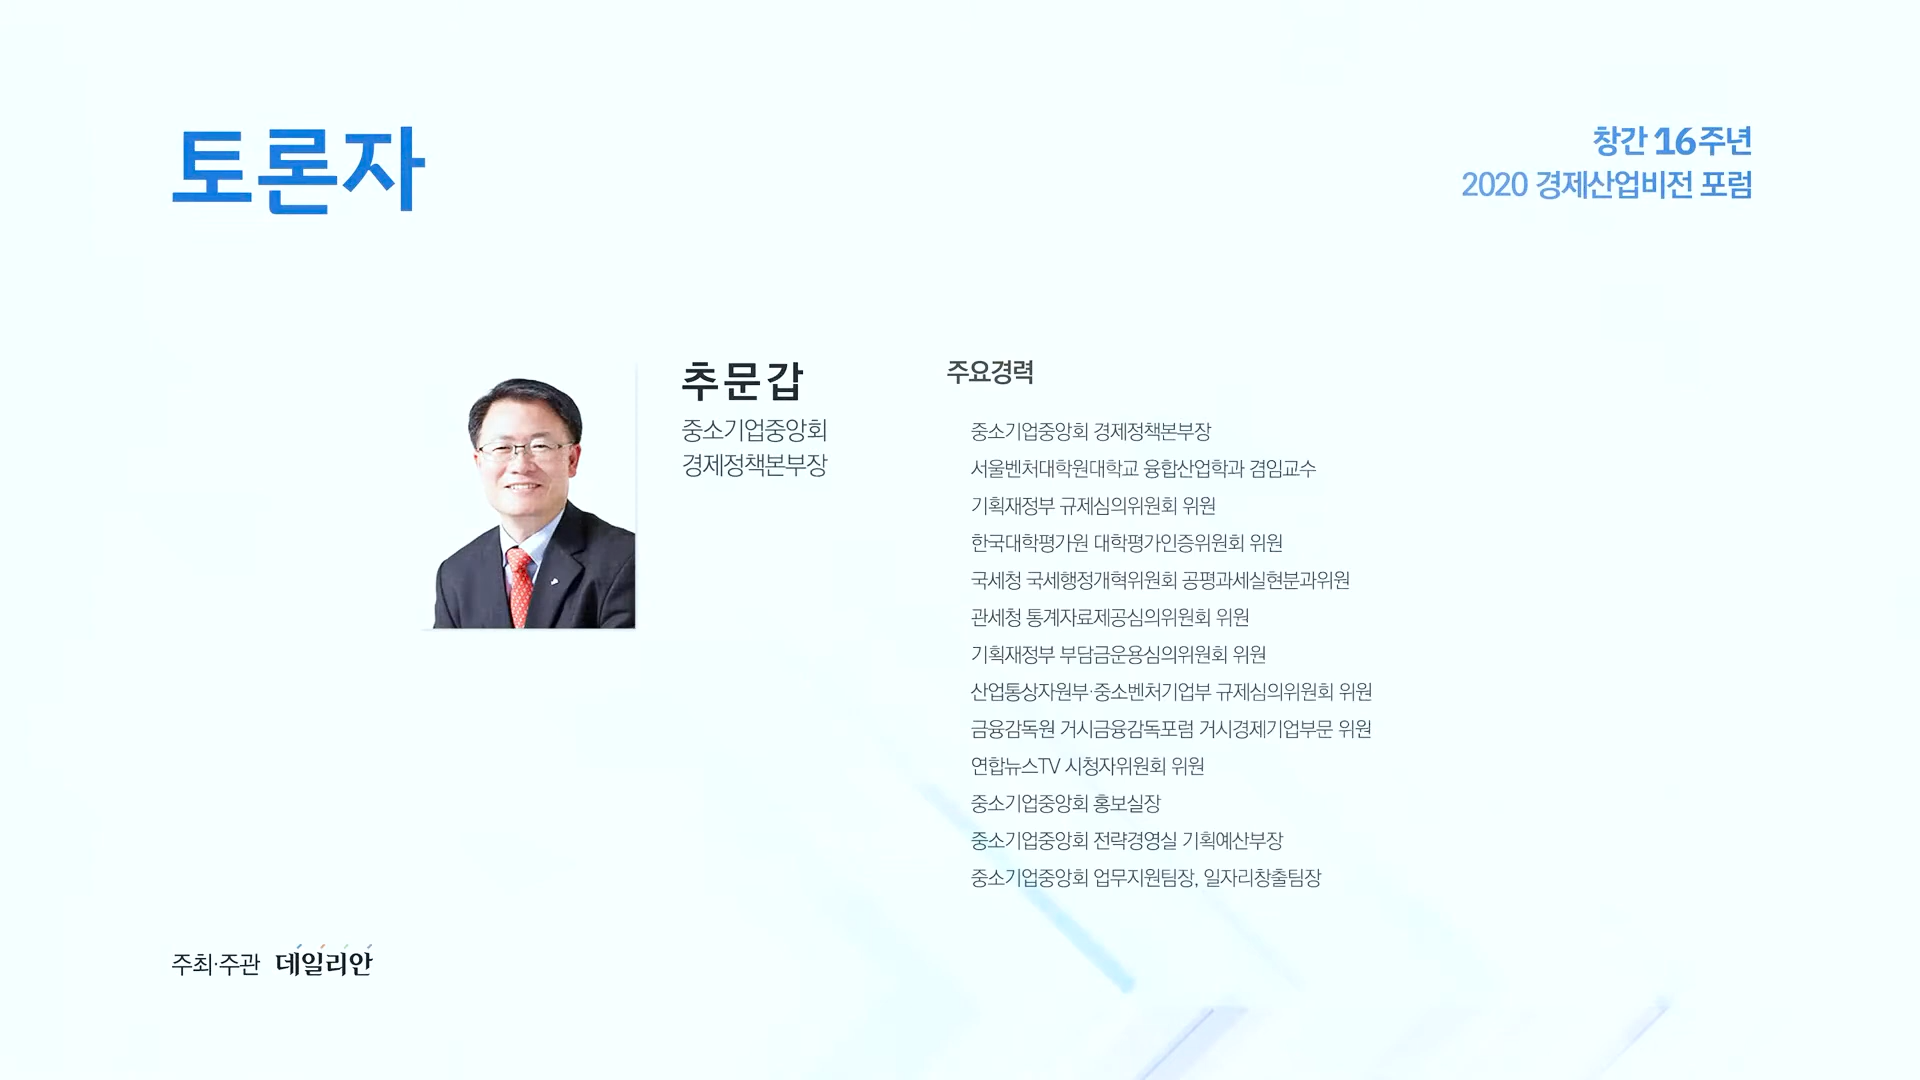 토론자
창간 16주년
2020 경제산업비전 포럼
추문갑
중소기업중앙회
경제정책본부장
주요경력
중소기업중앙회 경제정책본부장
서울벤처대학원대학교 융합산업학과 겸임교수
기획재정부 규제심의위원회 위원
한국대학평가원 대학평가인증위원회 위원
국세청 국세행정개혁위원회 공평과세실현분과위원
관세청 통계자료제공심의위원회 위원
기획재정부 부담금운용심의위원회 위원
산업통상자원부·중소벤처기업부 규제심의위원회 위원
금융감독원 거시금융감독포럼 거시경제기업부문 위원
연합뉴스TV 시청자위원회 위원
중소기업중앙회 홍보실장
중소기업중앙회 전략경영실 기획예산부장
중소기업중앙회 업무지원팀장, 일자리창출팀장
주최·주관 데일리안